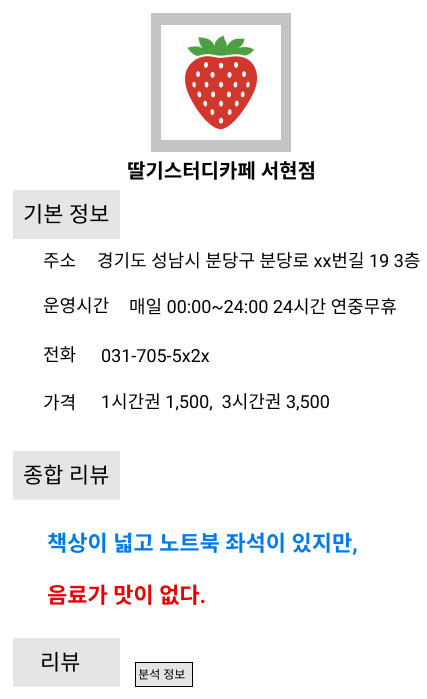 딸기스터디카페 서현점
기본 정보
주소 경기도 성남시 분당구 분당로 xx번길 19 3층
운영시간 매일 00:00~24:00 24시간 연중무휴
전화 031-705-5x2x
가격 1시간권 1,500, 3시간권 3,500
종합 리뷰
책상이 넓고 노트북 좌석이 있지만,
음료가 맛이 없다.
리뷰 분석 정보